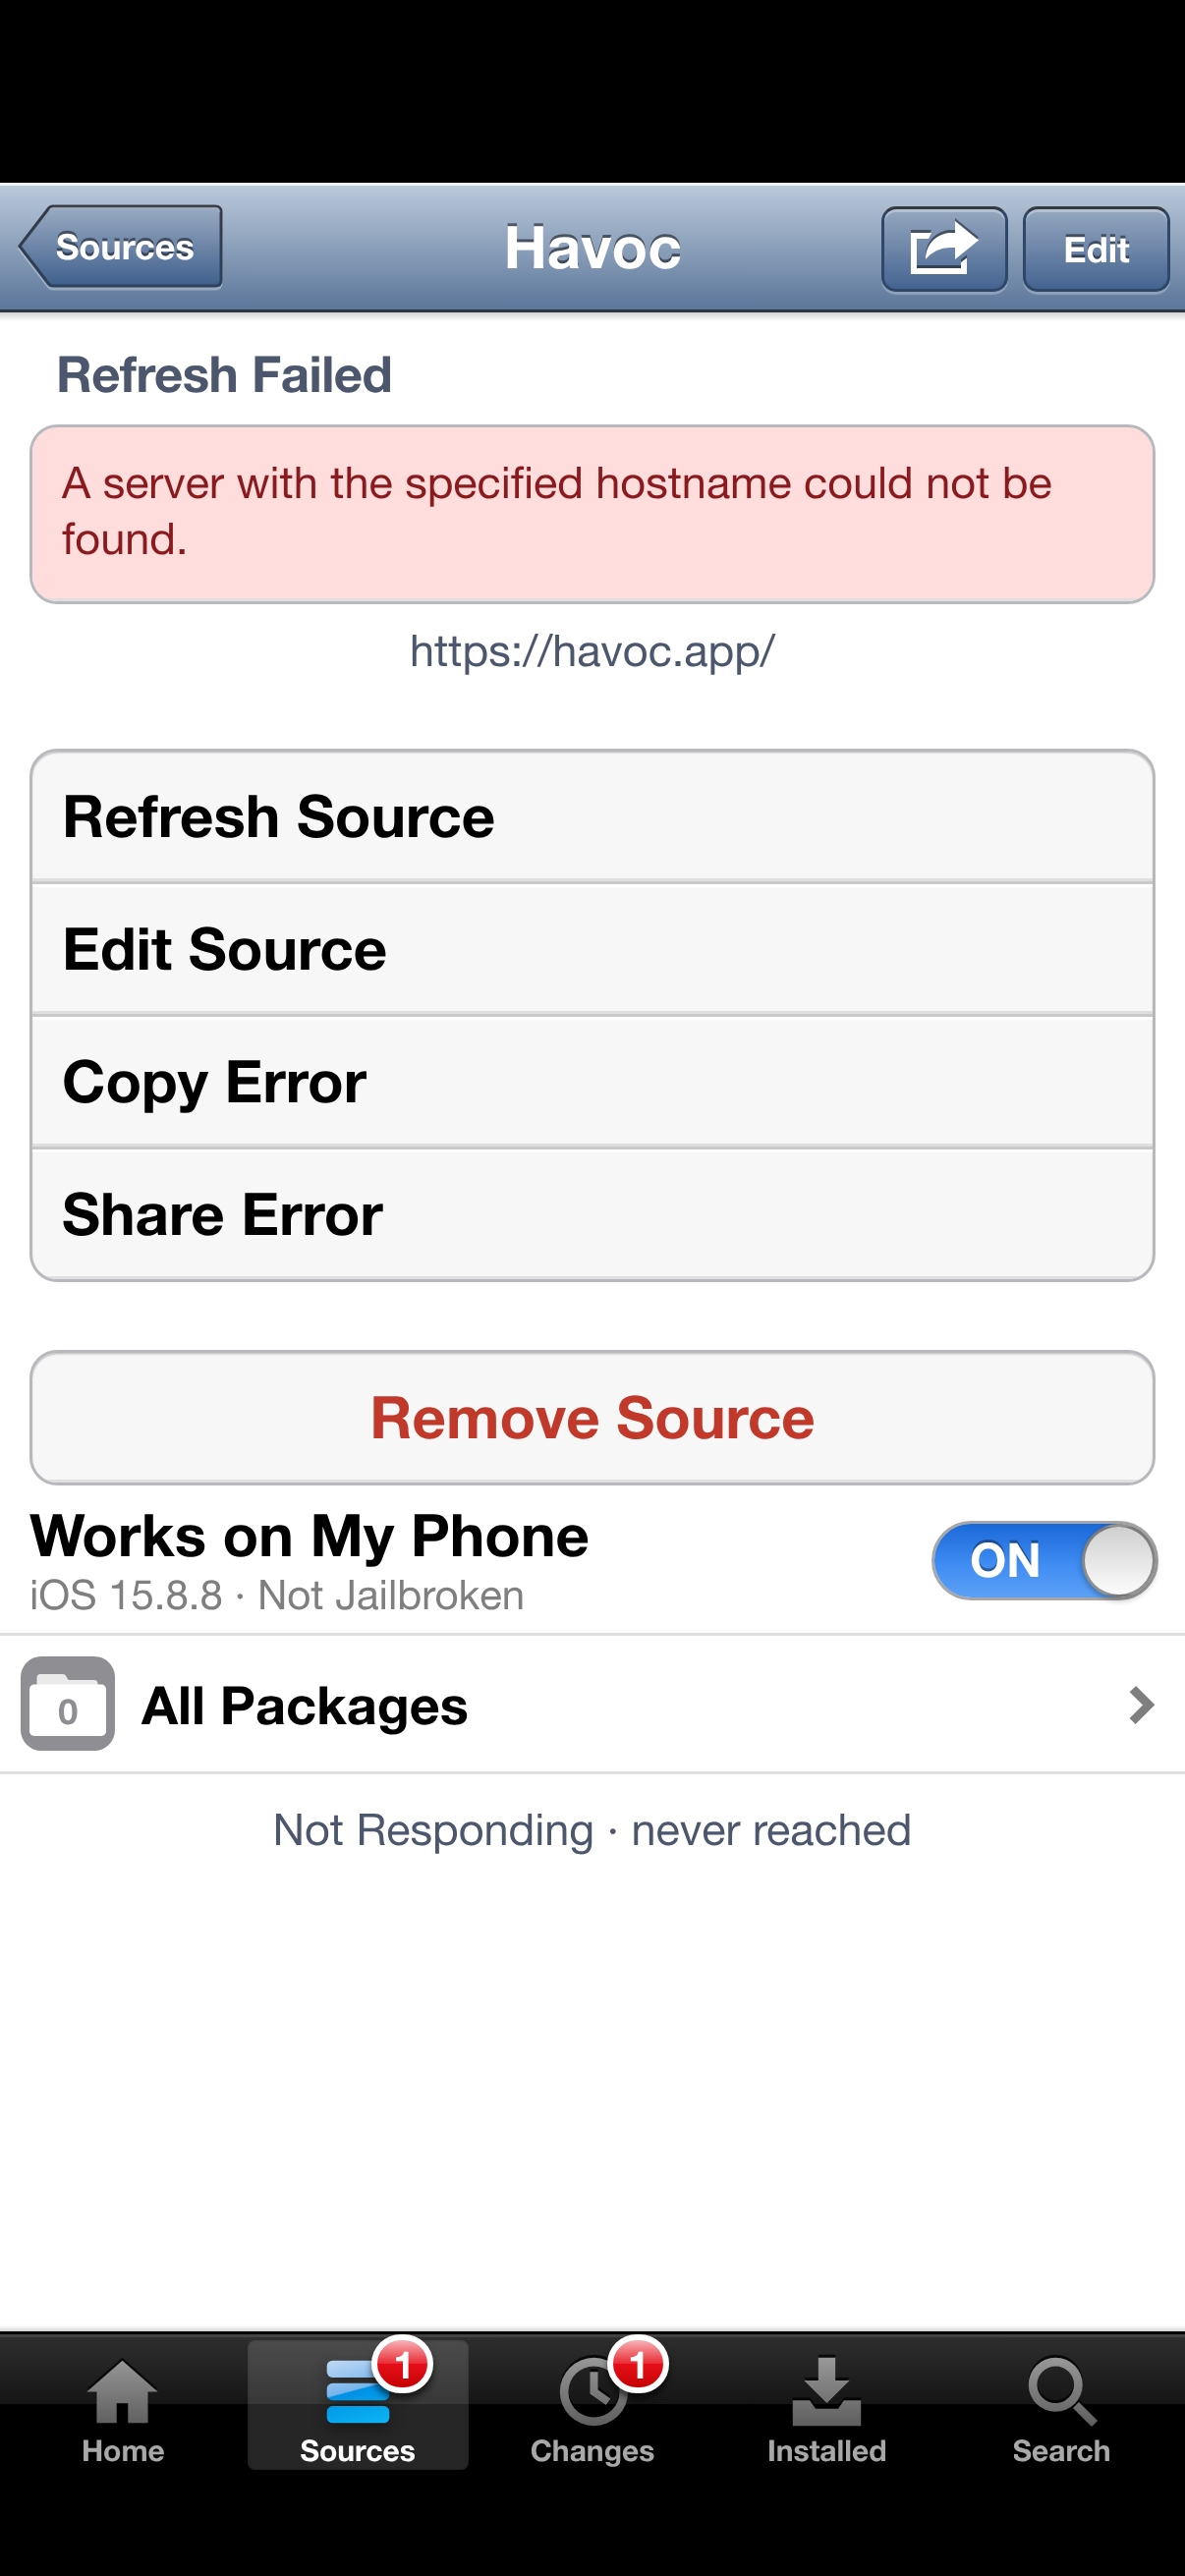 Sources
Havoc
Edit
Refresh Failed
A server with the specified hostname could not be
found.
https://havoc.app/
Refresh Source
Edit Source
Copy Error
Share Error
Remove Source
Works on My Phone
ON
iOS 15.8.8 · Not Jailbroken
0
All Packages
Not Responding · never reached
1
1
Home
Sources
Changes
Installed
Search